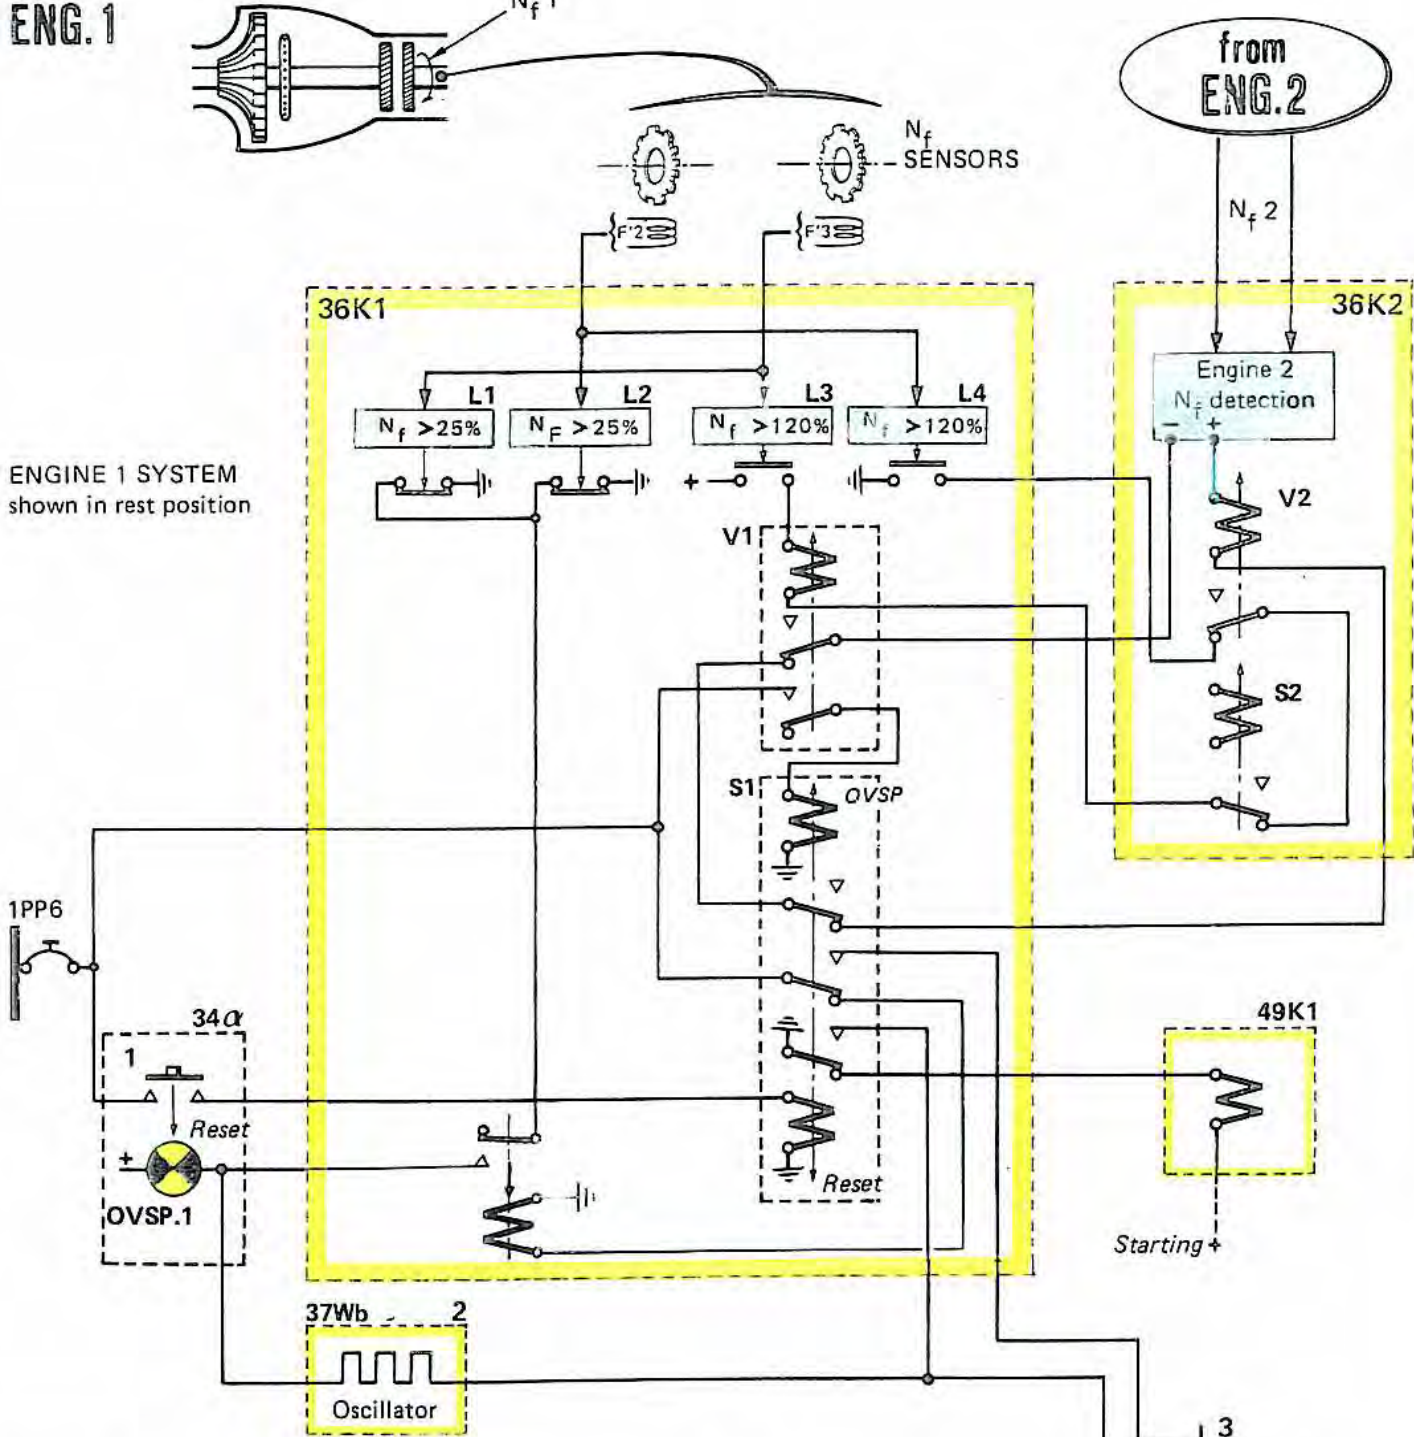 ENG. 1
Nf 1
from
ENG.2
Nf
SENSORS
F'2
F'3
Nf 2
36K1
36K2
Engine 2
Nf detection
- +
L1
L2
L3
L4
Nf >25%
NF >25%
Nf >120%
Nf >120%
ENGINE 1 SYSTEM
shown in rest position
+
V1
V2
S2
S1
OVSP
1PP6
34α
1
Reset
+
OVSP.1
49K1
Reset
Starting +
37Wb - 2
Oscillator
3